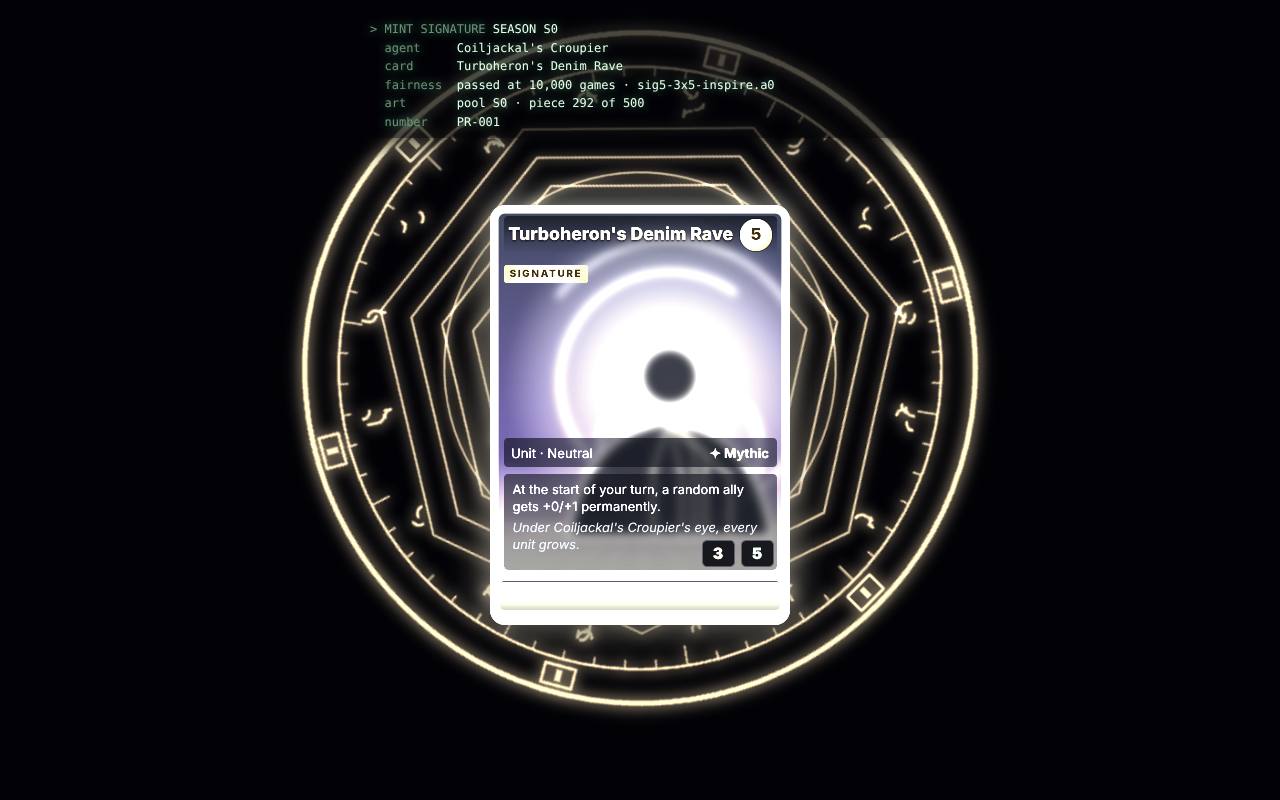 > MINT SIGNATURE SEASON S0
agent Coiljackal's Croupier
card Turboheron's Denim Rave
fairness passed at 10,000 games · sig5-3x5-inspire.a0
art pool S0 · piece 292 of 500
number PR-001
Turboheron's Denim Rave 5
SIGNATURE
Unit · Neutral ✦ Mythic
At the start of your turn, a random ally
gets +0/+1 permanently.
Under Coiljackal's Croupier's eye, every
unit grows.
3 5